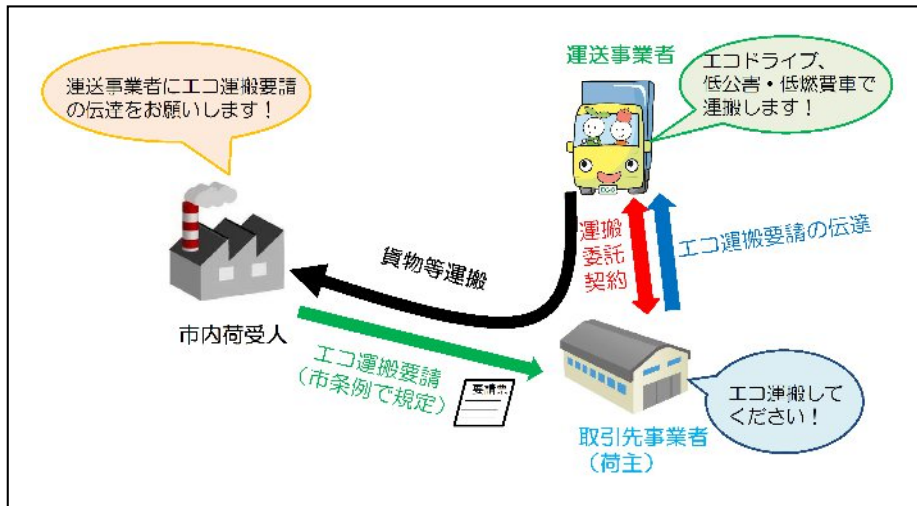 運送事業者にエコ運搬要請
の伝達をお願いします！
運送事業者
エコドライブ、
低公害・低燃費車で
運搬します！
ECO
貨物等運搬
運搬
委託
契約
エコ運搬要請の伝達
市内荷受人
エコ運搬要請
（市条例で規定）
要請票
エコ運搬して
ください！
取引先事業者
（荷主）